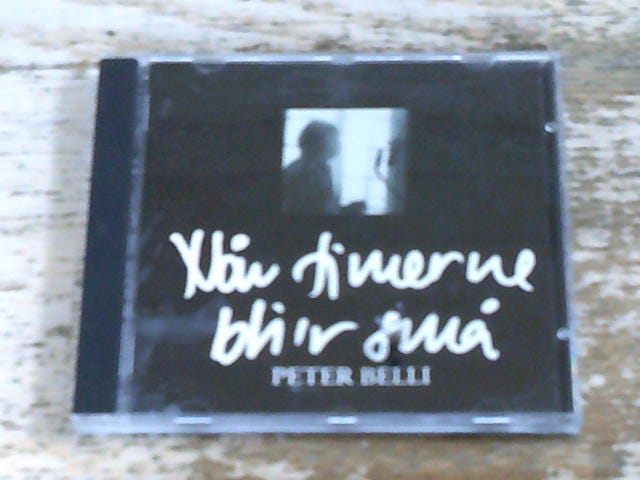 Når timerne
bli'r små
PETER BELLI